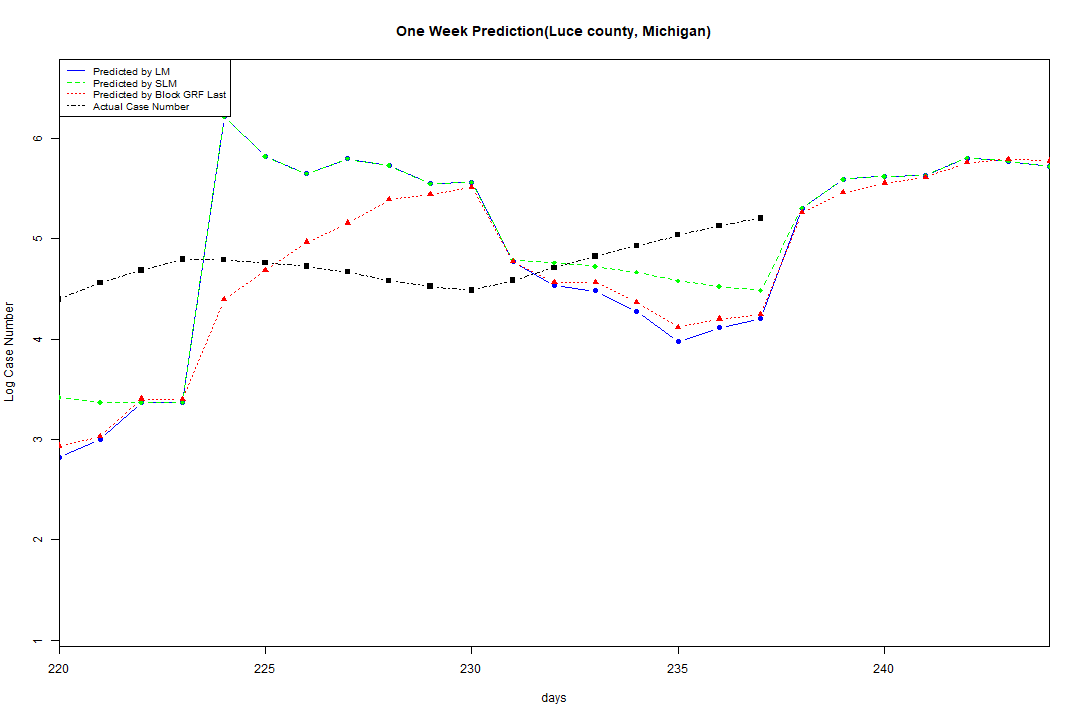 One Week Prediction(Luce county, Michigan)
Predicted by LM
Predicted by SLM
Predicted by Block GRF Last
Actual Case Number
Log Case Number
6
5
4
3
2
1
220 225 230 235 240
days